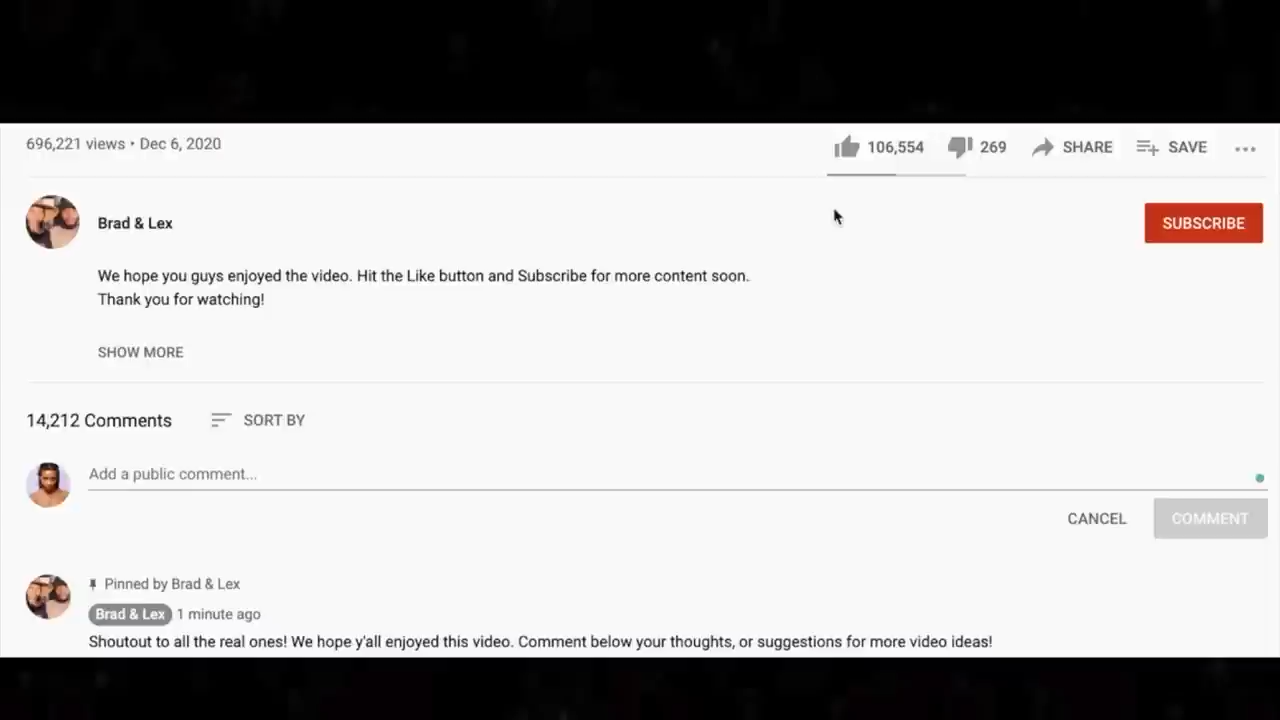 696,221 views • Dec 6, 2020
106,554
269
SHARE
SAVE
Brad & Lex
SUBSCRIBE
We hope you guys enjoyed the video. Hit the Like button and Subscribe for more content soon.
Thank you for watching!
SHOW MORE
14,212 Comments
SORT BY
Add a public comment...
CANCEL
COMMENT
Pinned by Brad & Lex
Brad & Lex 1 minute ago
Shoutout to all the real ones! We hope y'all enjoyed this video. Comment below your thoughts, or suggestions for more video ideas!